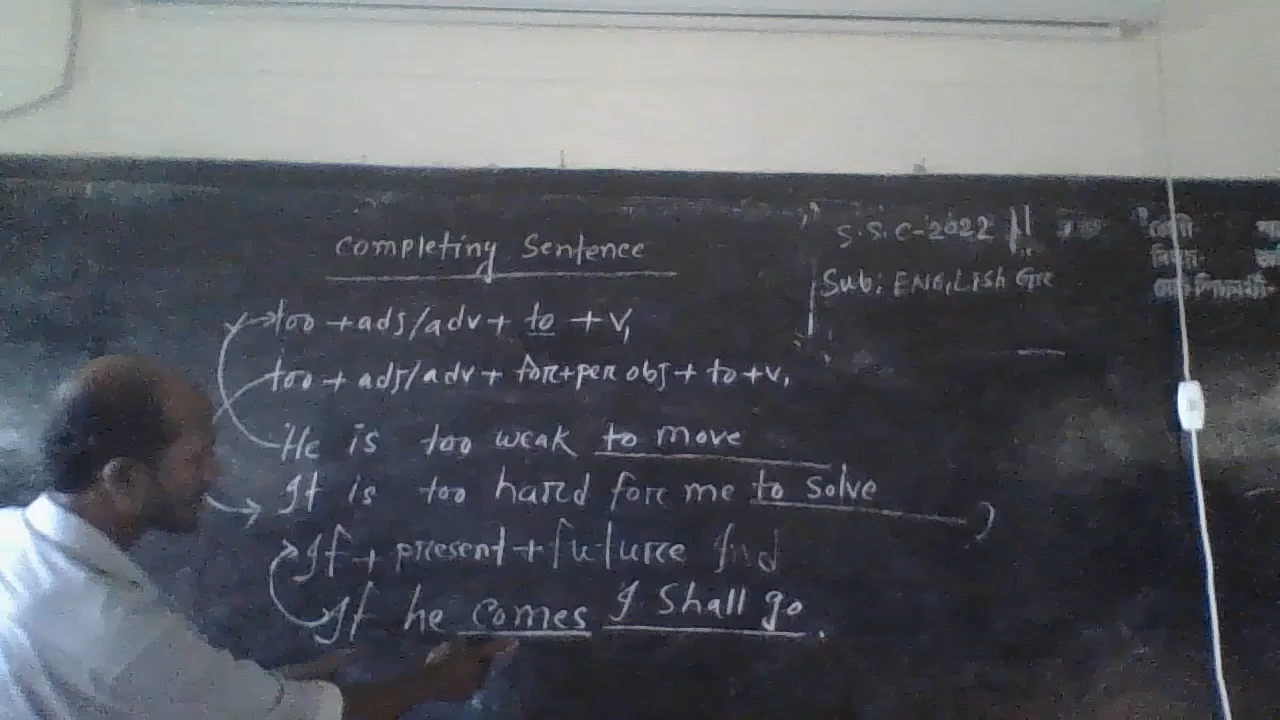 Completing Sentence
too + adj/adv + to + v1
too + adj/adv + for + per obj + to + v1
He is too weak to move
It is too hard for me to solve
If + present + future ind
If he comes I shall go.
S.S.C-2022
Sub: ENGLISH Gr